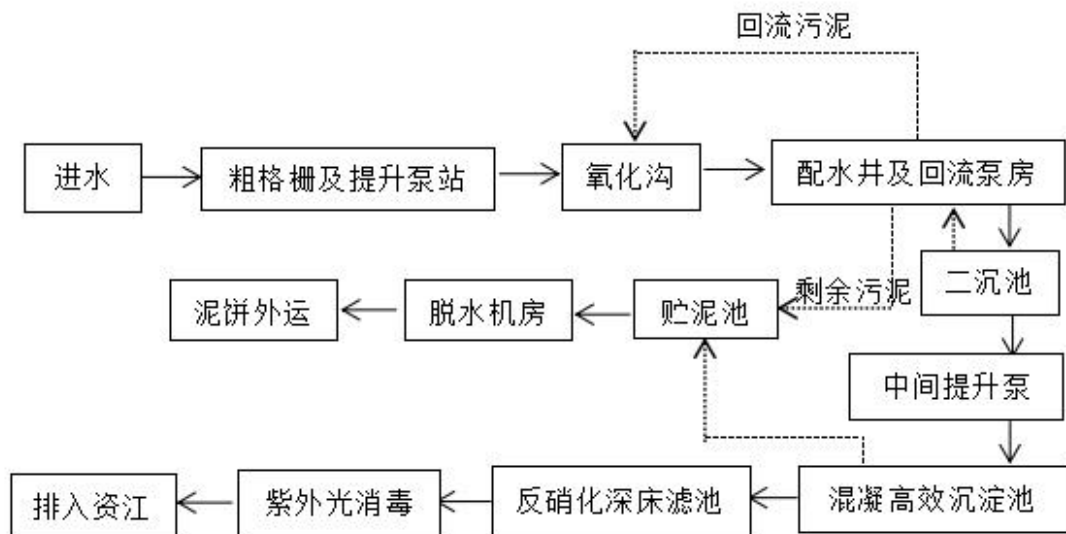 回流污泥
进水
粗格栅及提升泵站
氧化沟
配水井及回流泵房
二沉池
剩余污泥
贮泥池
脱水机房
泥饼外运
中间提升泵
混凝高效沉淀池
反硝化深床滤池
紫外光消毒
排入资江